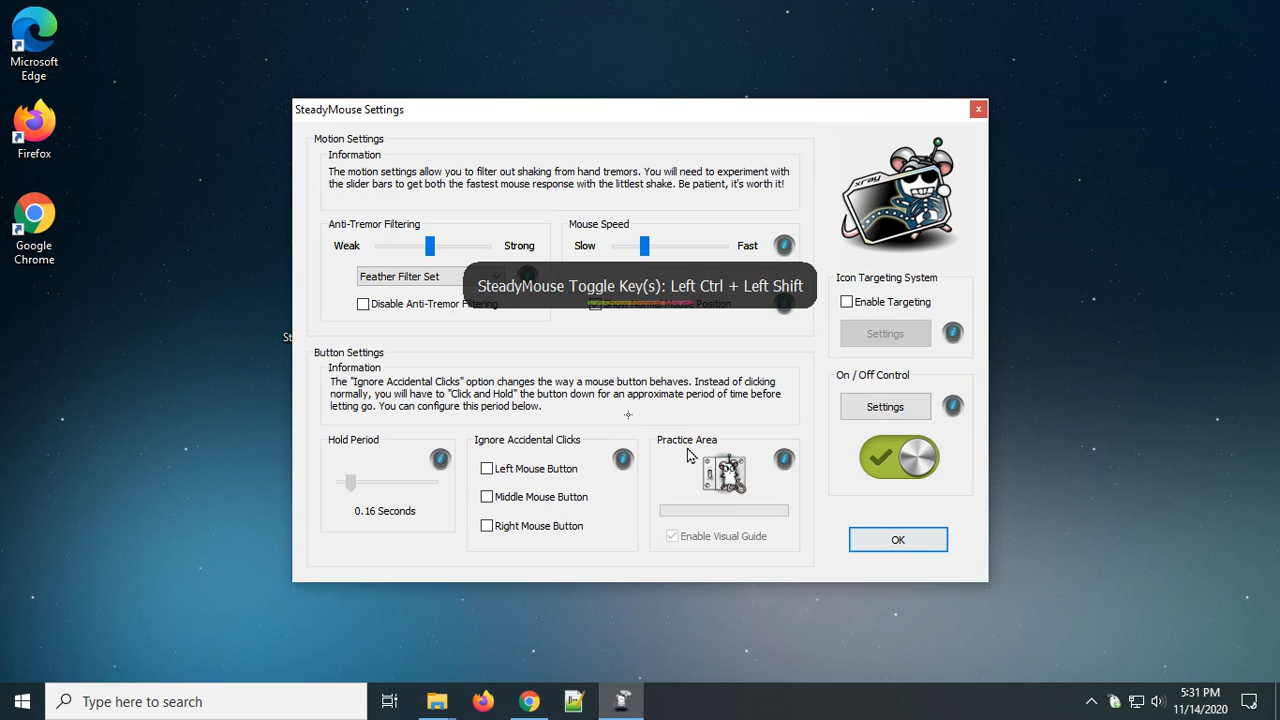 Microsoft
Edge
Firefox
Google
Chrome
St
SteadyMouse Settings
Motion Settings
Information
The motion settings allow you to filter out shaking from hand tremors. You will need to experiment with
the slider bars to get both the fastest mouse response with the littlest shake. Be patient, it's worth it!
Anti-Tremor Filtering
Weak
Strong
Feather Filter Set
Disable Anti-Tremor Filtering
Mouse Speed
Slow
Fast
SteadyMouse Toggle Key(s): Left Ctrl + Left Shift
Show Normal Mouse Position
xray
Icon Targeting System
Enable Targeting
Settings
Button Settings
Information
The "Ignore Accidental Clicks" option changes the way a mouse button behaves. Instead of clicking
normally, you will have to "Click and Hold" the button down for an approximate period of time before
letting go. You can configure this period below.
Hold Period
0.16 Seconds
Ignore Accidental Clicks
Left Mouse Button
Middle Mouse Button
Right Mouse Button
Practice Area
Enable Visual Guide
On / Off Control
Settings
OK
Type here to search
5:31 PM
11/14/2020